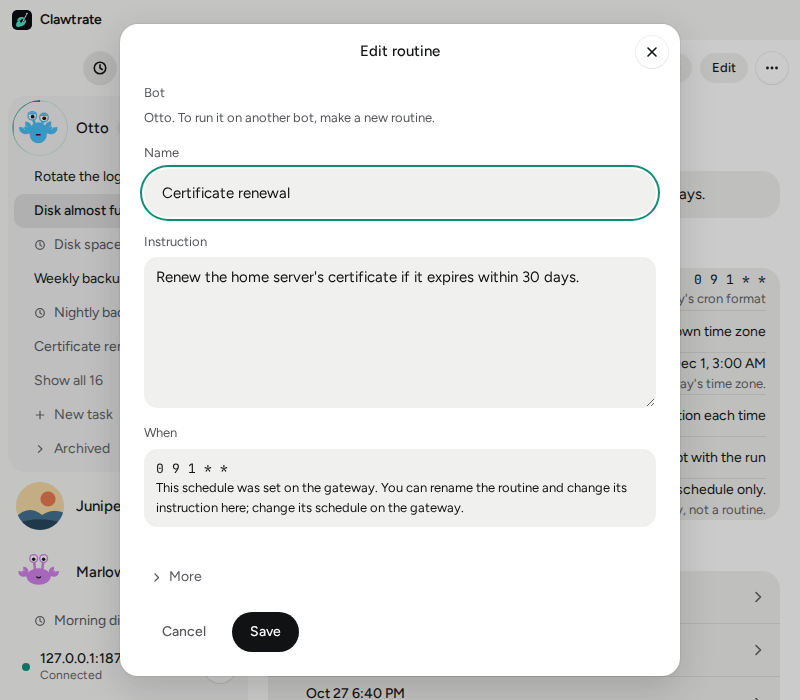 Clawtrate
Edit routine
Edit
Otto
Rotate the log
Disk almost fu
Disk space
Weekly backu
Nightly bac
Certificate ren
Show all 16
New task
Archived
Juniper
Marlow
Morning di
127.0.0.1:187
Connected
Bot
Otto. To run it on another bot, make a new routine.
Name
Certificate renewal
Instruction
Renew the home server's certificate if it expires within 30 days.
When
0 9 1 * *
This schedule was set on the gateway. You can rename the routine and change its
instruction here; change its schedule on the gateway.
More
Cancel
Save
ays.
0 9 1 * *
y's cron format
own time zone
ec 1, 3:00 AM
ay's time zone.
tion each time
ot with the run
schedule only.
y, not a routine.
Oct 27 6:40 PM